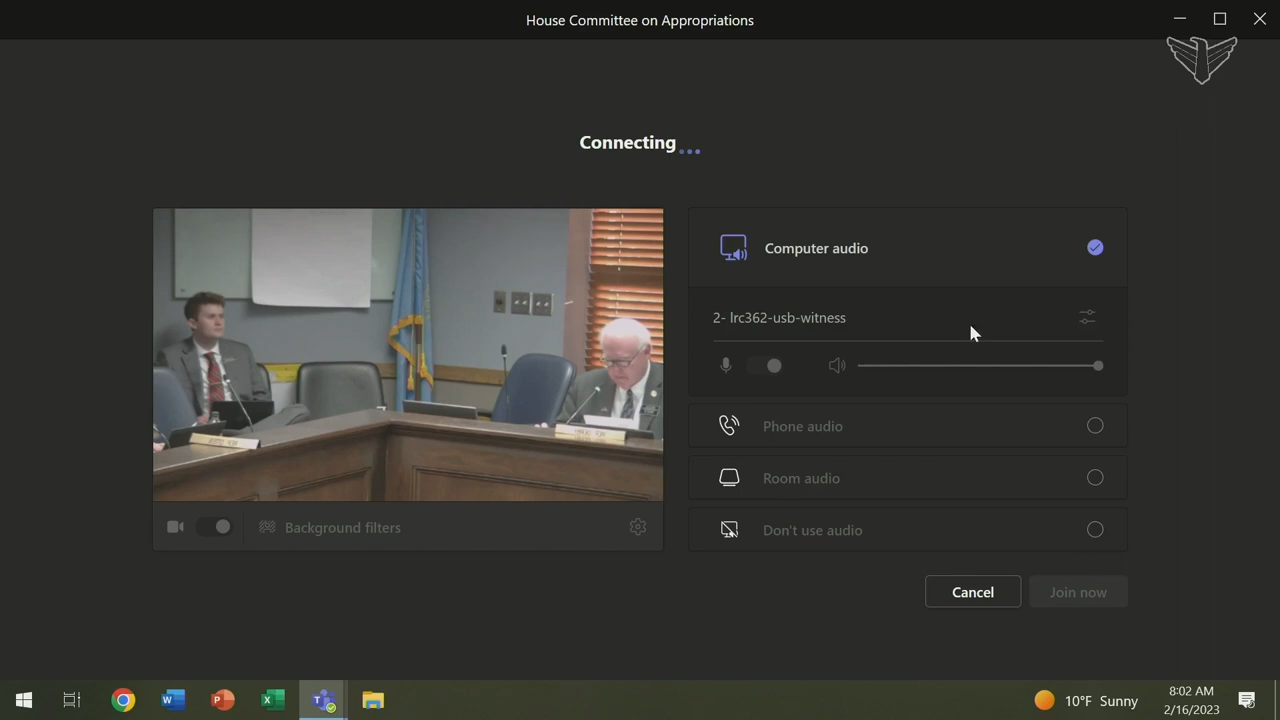 House Committee on Appropriations
Connecting...
Computer audio
2- lrc362-usb-witness
Phone audio
Room audio
Don't use audio
Background filters
Cancel
Join now
10°F Sunny
8:02 AM
2/16/2023